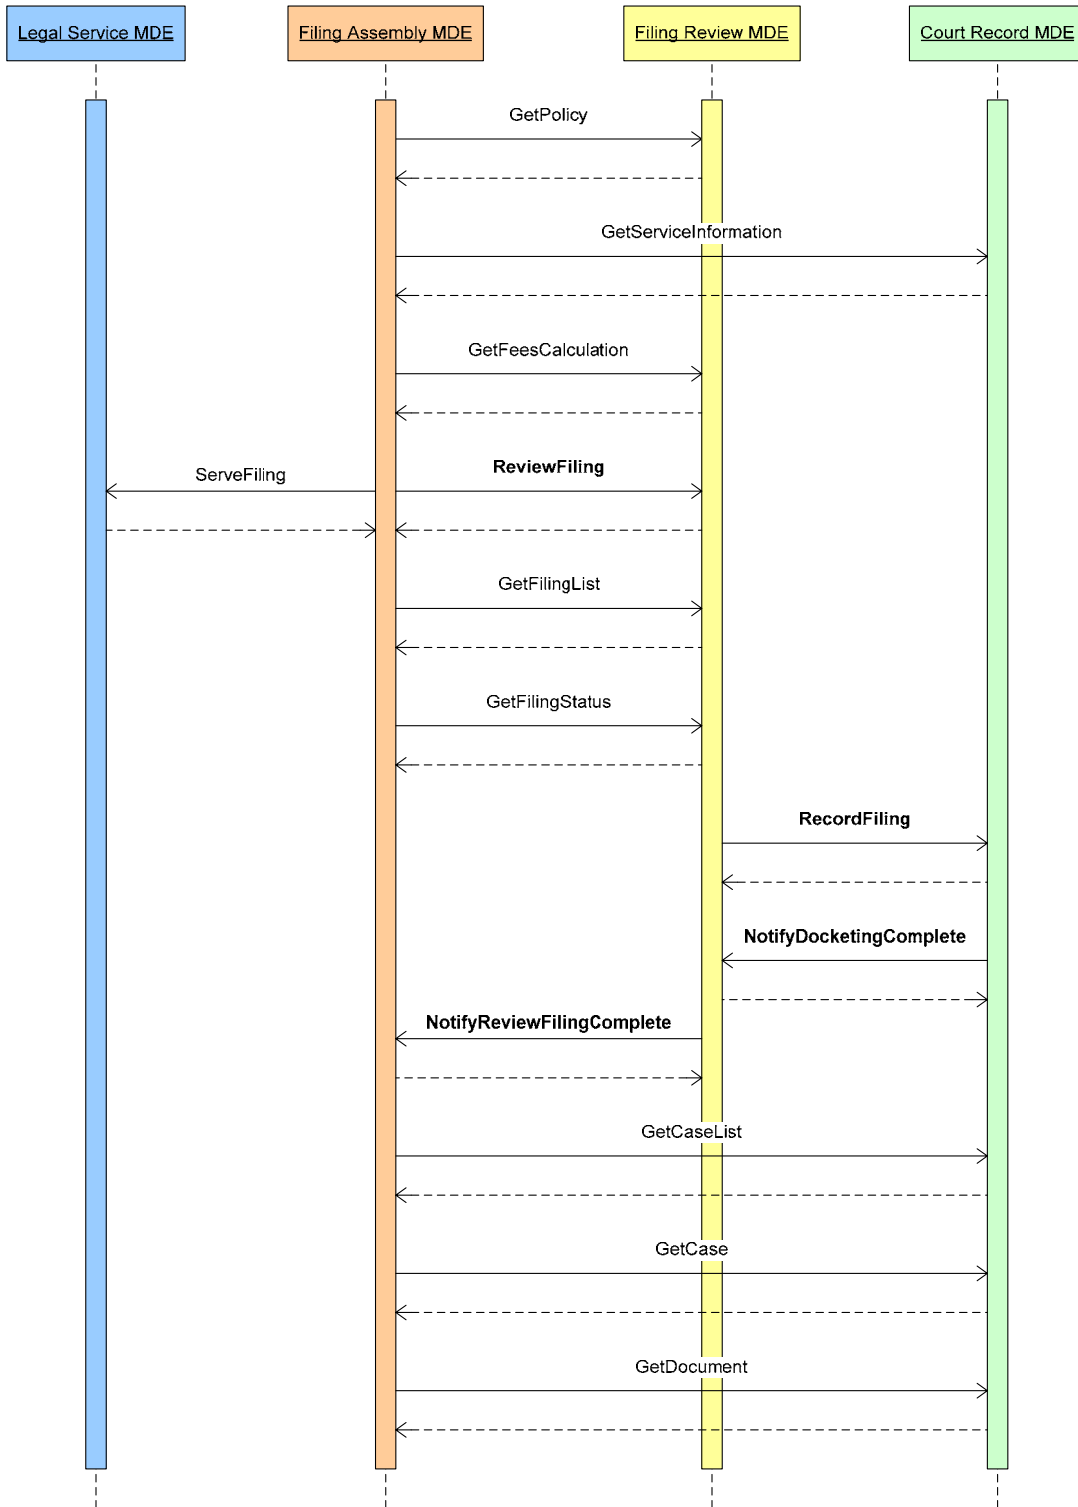 Legal Service MDE
Filing Assembly MDE
Filing Review MDE
Court Record MDE
GetPolicy
GetServiceInformation
GetFeesCalculation
ServeFiling
ReviewFiling
GetFilingList
GetFilingStatus
RecordFiling
NotifyDocketingComplete
NotifyReviewFilingComplete
GetCaseList
GetCase
GetDocument